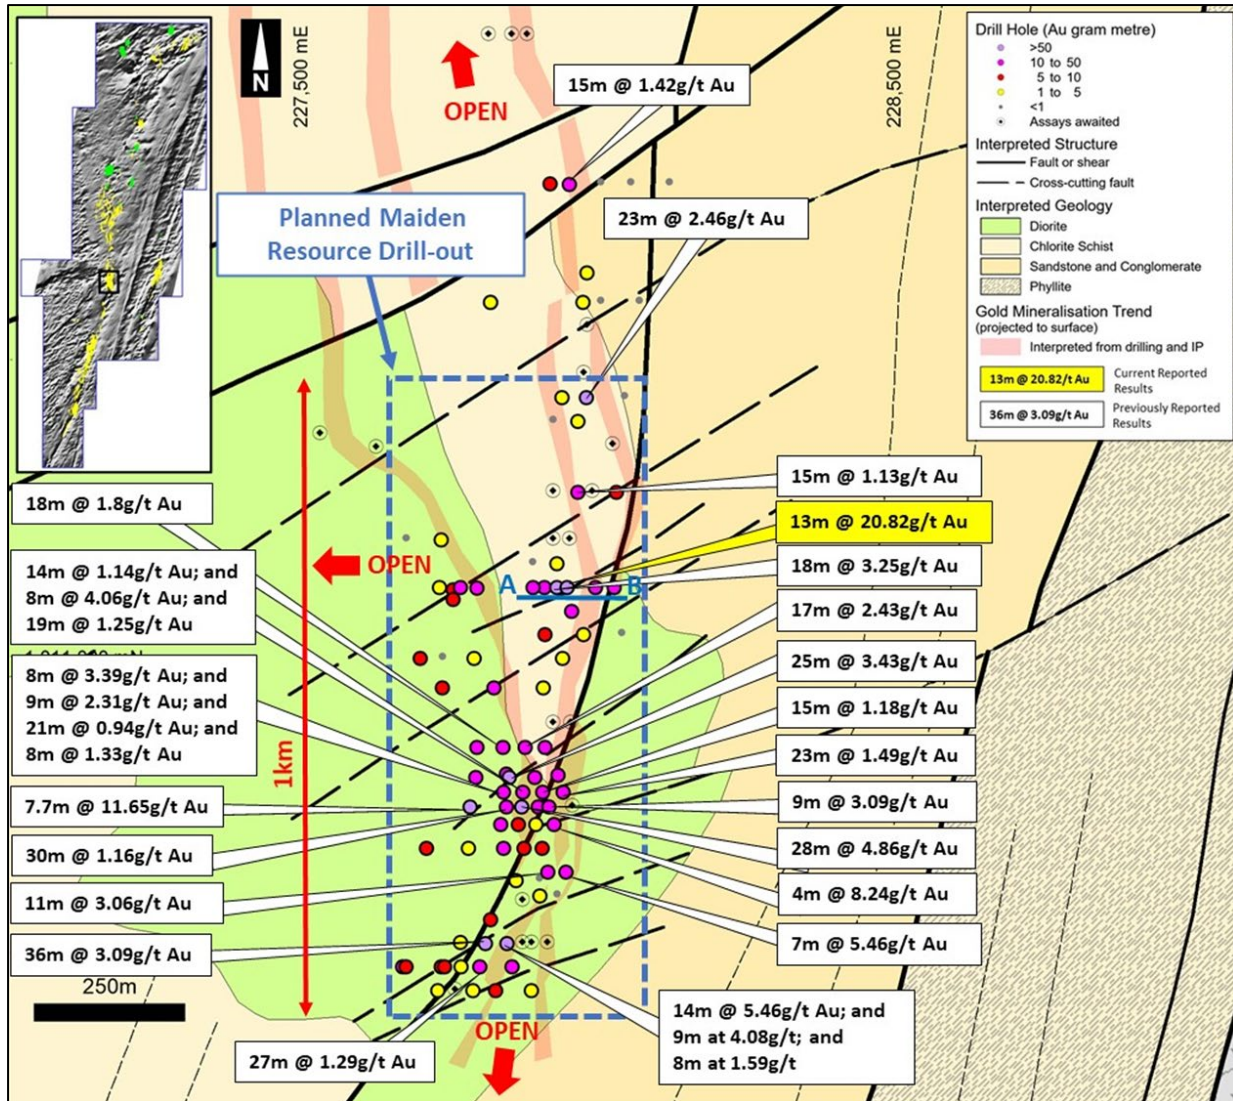 N
227,500 mE
228,500 mE
OPEN
15m @ 1.42g/t Au
Planned Maiden
Resource Drill-out
23m @ 2.46g/t Au
Drill Hole (Au gram metre)
>50
10 to 50
5 to 10
1 to 5
<1
Assays awaited
Interpreted Structure
Fault or shear
Cross-cutting fault
Interpreted Geology
Diorite
Chlorite Schist
Sandstone and Conglomerate
Phyllite
Gold Mineralisation Trend
(projected to surface)
Interpreted from drilling and IP
13m @ 20.82/t Au
Current Reported
Results
36m @ 3.09g/t Au
Previously Reported
Results
18m @ 1.8g/t Au
14m @ 1.14g/t Au; and
8m @ 4.06g/t Au; and
19m @ 1.25g/t Au
8m @ 3.39g/t Au; and
9m @ 2.31g/t Au; and
21m @ 0.94g/t Au; and
8m @ 1.33g/t Au
7.7m @ 11.65g/t Au
30m @ 1.16g/t Au
11m @ 3.06g/t Au
36m @ 3.09g/t Au
250m
27m @ 1.29g/t Au
1km
OPEN
A
B
OPEN
15m @ 1.13g/t Au
13m @ 20.82g/t Au
18m @ 3.25g/t Au
17m @ 2.43g/t Au
25m @ 3.43g/t Au
15m @ 1.18g/t Au
23m @ 1.49g/t Au
9m @ 3.09g/t Au
28m @ 4.86g/t Au
4m @ 8.24g/t Au
7m @ 5.46g/t Au
14m @ 5.46g/t Au; and
9m at 4.08g/t; and
8m at 1.59g/t